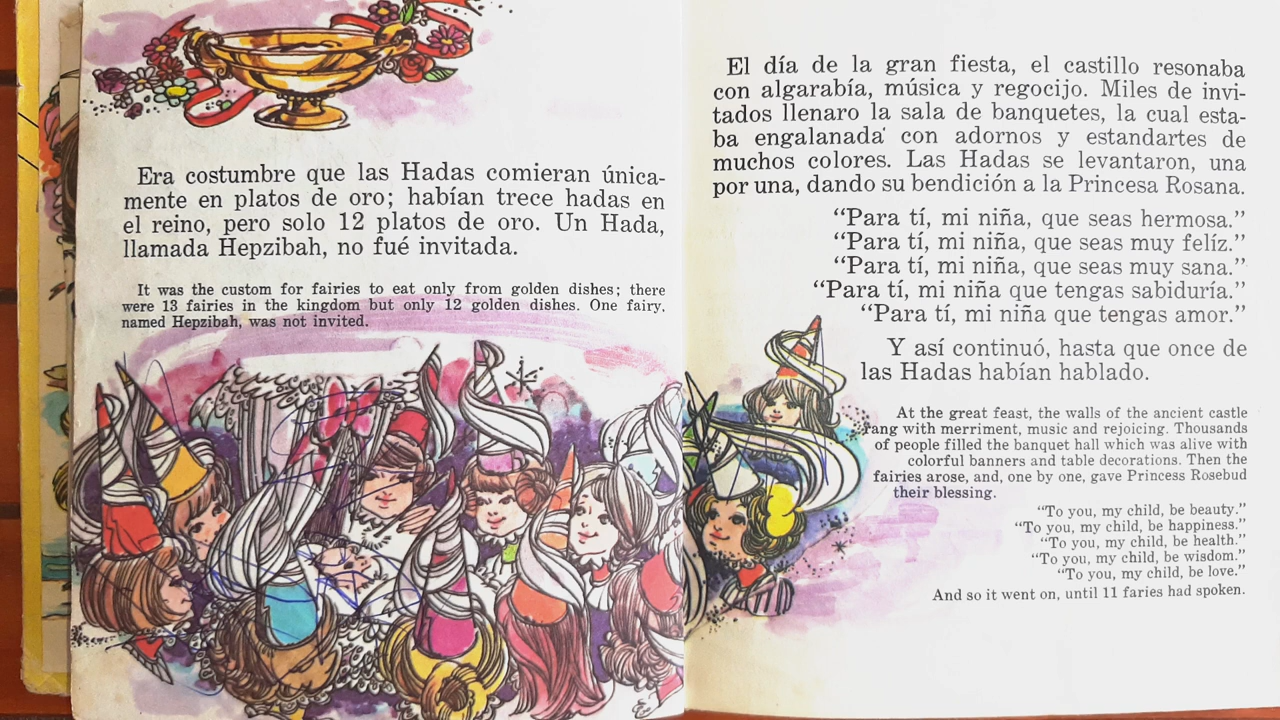 Era costumbre que las Hadas comieran única-
mente en platos de oro; habían trece hadas en
el reino, pero solo 12 platos de oro. Un Hada,
llamada Hepzibah, no fué invitada.
It was the custom for fairies to eat only from golden dishes; there
were 13 fairies in the kingdom but only 12 golden dishes. One fairy.
named Hepzibah, was not invited.
El día de la gran fiesta, el castillo resonaba
con algarabía, música y regocijo. Miles de invi-
tados llenaro la sala de banquetes, la cual esta-
ba engalanada con adornos y estandartes de
muchos colores. Las Hadas se levantaron, una
por una, dando su bendición a la Princesa Rosana.
“Para tí, mi niña, que seas hermosa.”
“Para tí, mi niña, que seas muy felíz.”
“Para tí, mi niña, que seas muy sana.”
“Para tí, mi niña que tengas sabiduría.”
“Para tí, mi niña que tengas amor.”
Y así continuó, hasta que once de
las Hadas habían hablado.
At the great feast, the walls of the ancient castle
rang with merriment, music and rejoicing. Thousands
of people filled the banquet hall which was alive with
colorful banners and table decorations. Then the
fairies arose, and, one by one, gave Princess Rosebud
their blessing.
“To you, my child, be beauty.”
“To you, my child, be happiness.”
“To you, my child, be health.”
“To you, my child, be wisdom.”
“To you, my child, be love.”
And so it went on, until 11 faries had spoken.